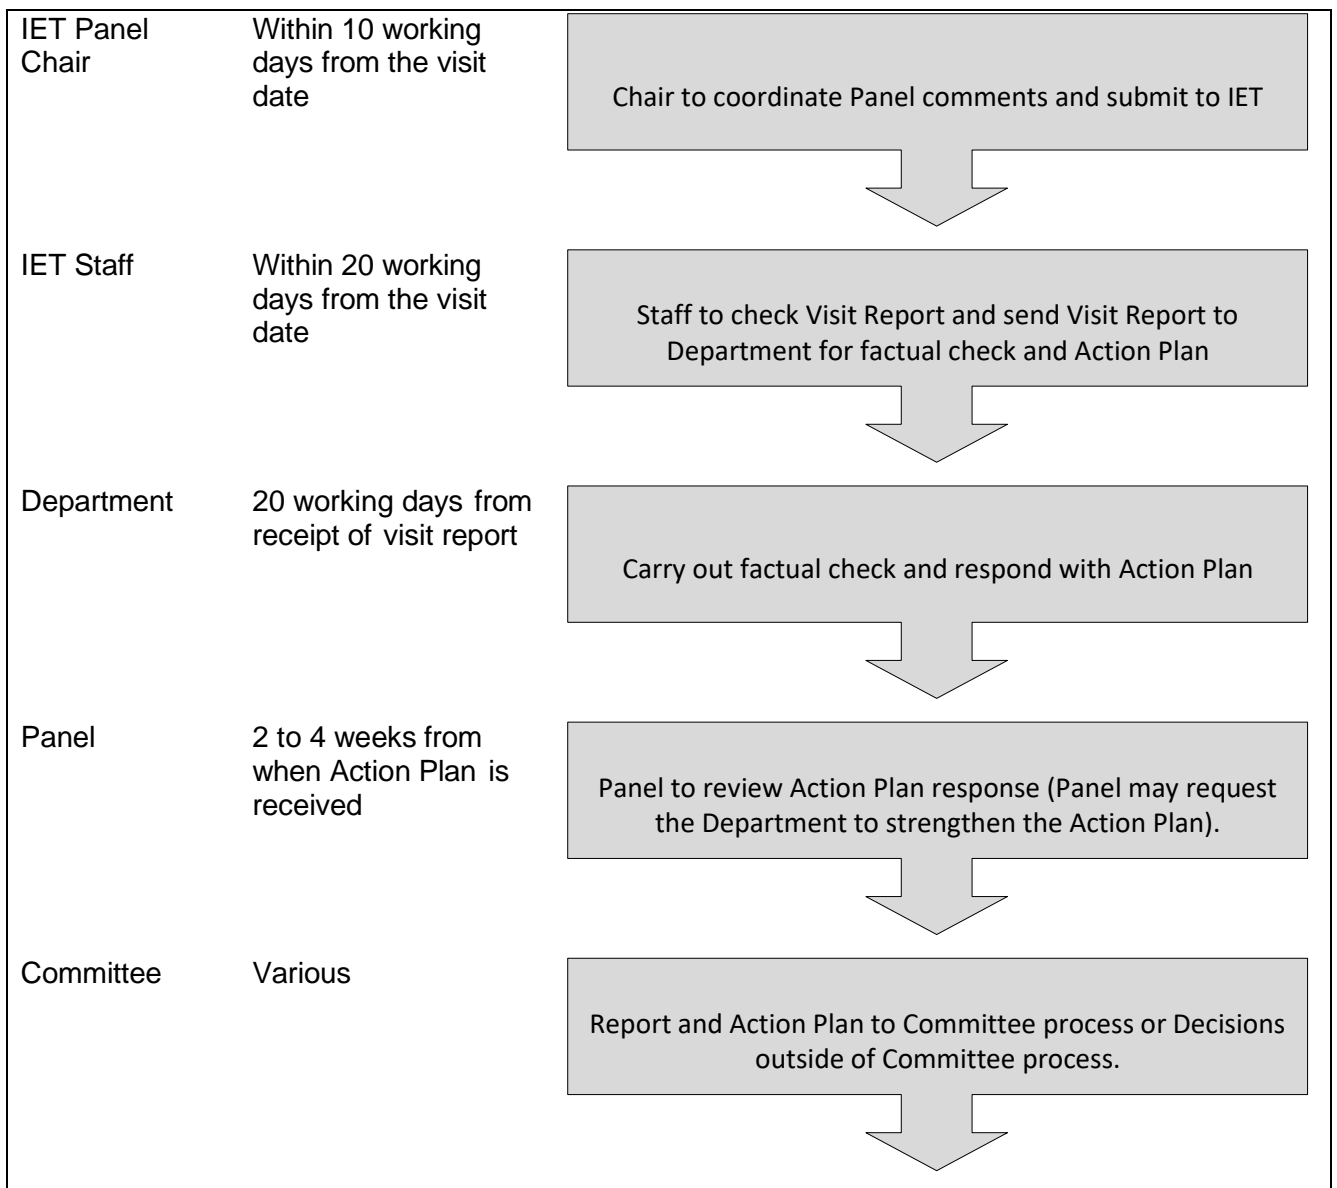 IET Panel
Chair
Within 10 working
days from the visit
date
Chair to coordinate Panel comments and submit to IET
IET Staff
Within 20 working
days from the visit
date
Staff to check Visit Report and send Visit Report to
Department for factual check and Action Plan
Department
20 working days from
receipt of visit report
Carry out factual check and respond with Action Plan
Panel
2 to 4 weeks from
when Action Plan is
received
Panel to review Action Plan response (Panel may request
the Department to strengthen the Action Plan).
Committee
Various
Report and Action Plan to Committee process or Decisions
outside of Committee process.